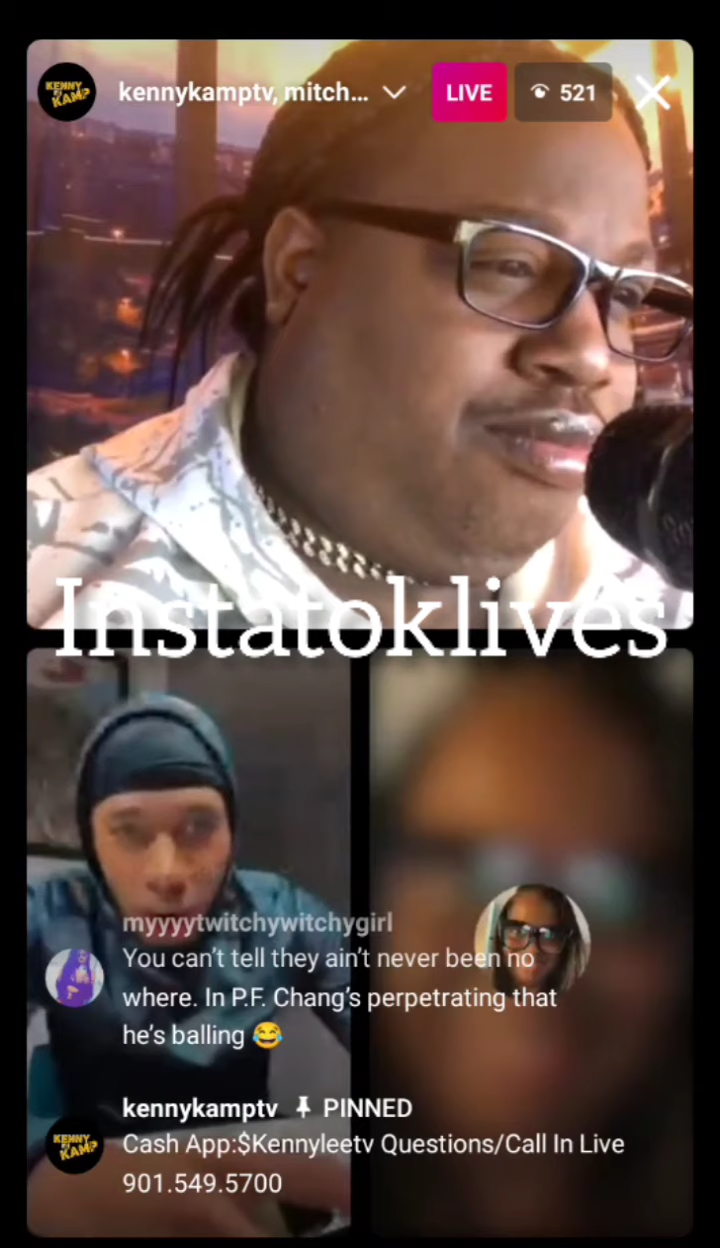 KENNY
KAMP
kennykamptv, mitch...
LIVE
521
Instatoklives
myyyytwitchywitchygirl
You can't tell they ain't never been no
where. In P.F. Chang's perpetrating that
he's balling 😂
kennykamptv PINNED
KENNY
KAMP
Cash App:$Kennyleetv Questions/Call In Live
901.549.5700